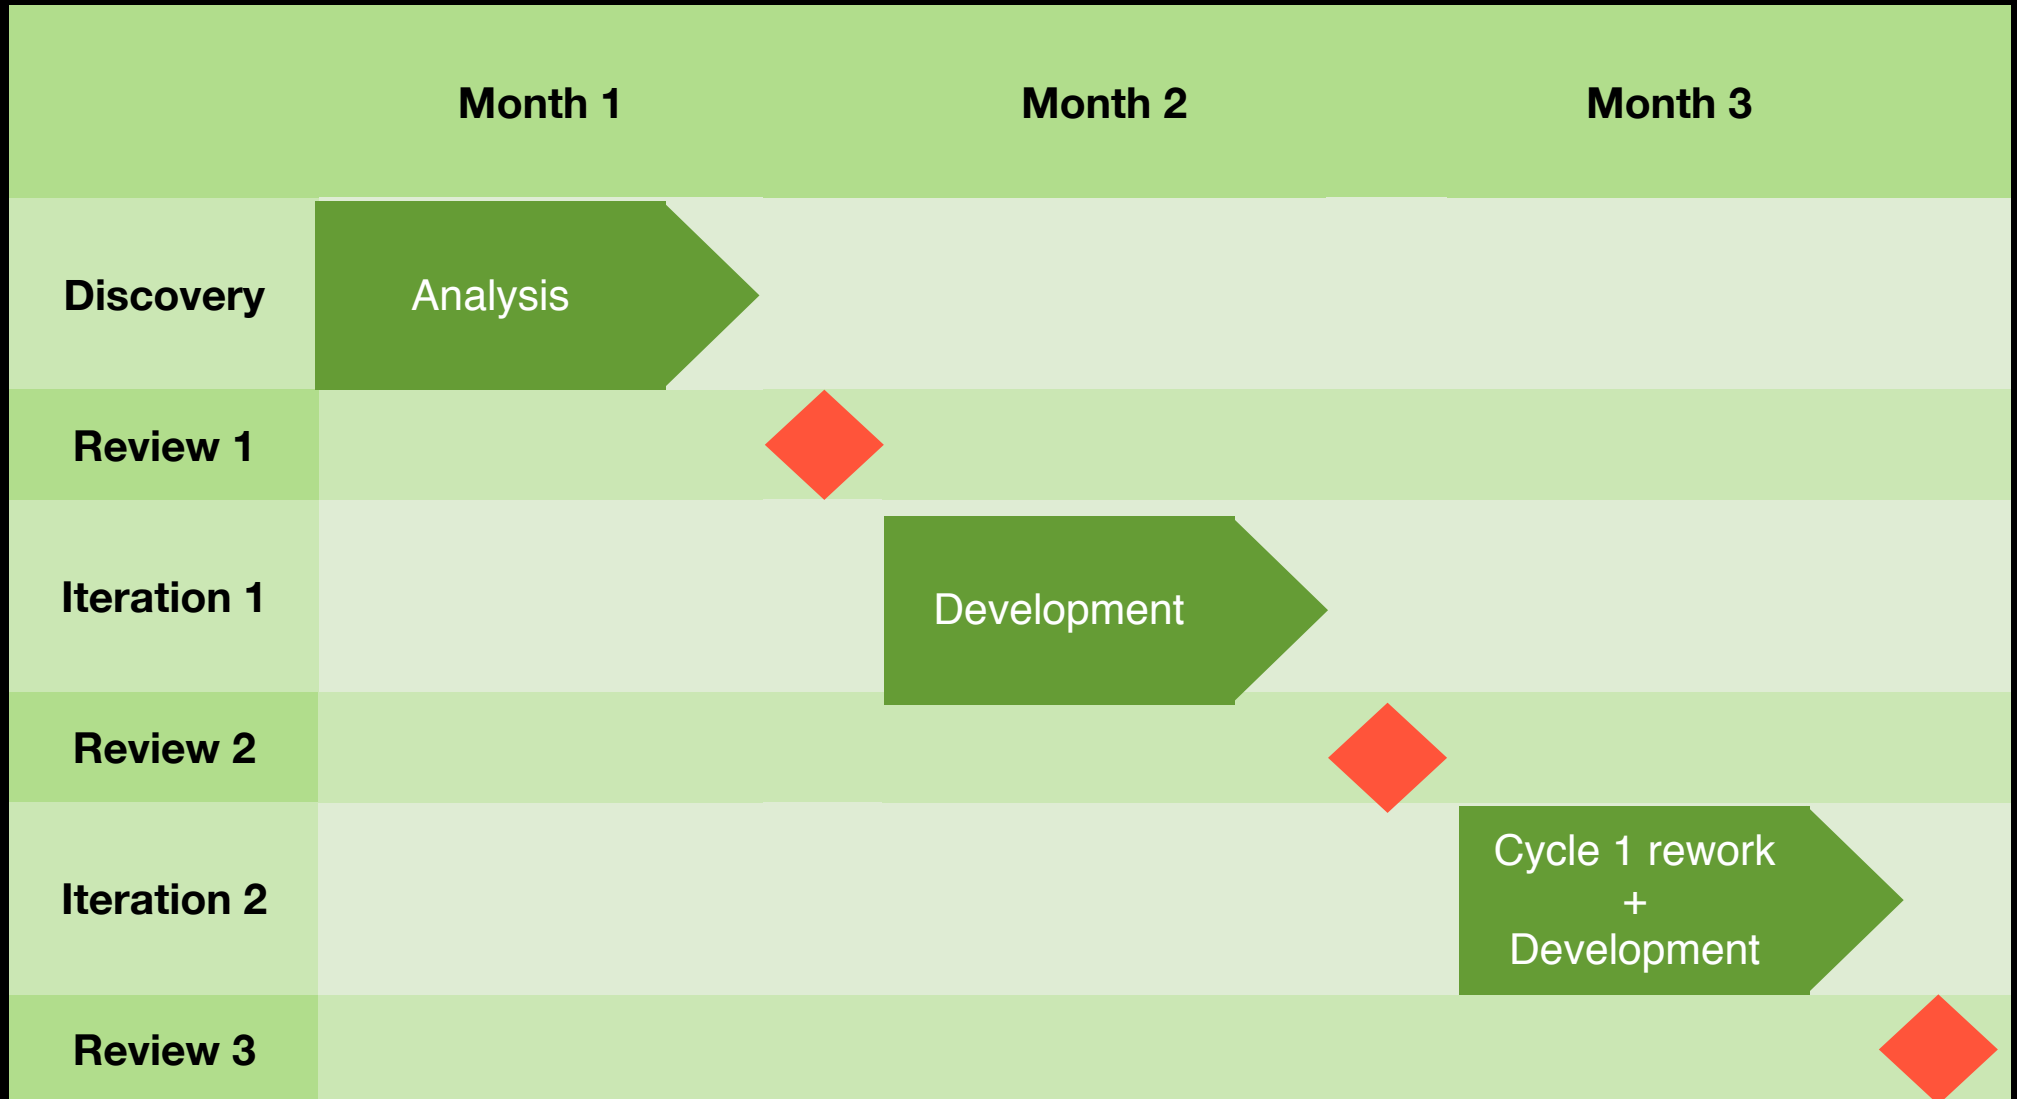 Month 1
Month 2
Month 3
Discovery
Analysis
Review 1
Iteration 1
Development
Review 2
Iteration 2
Cycle 1 rework
+
Development
Review 3